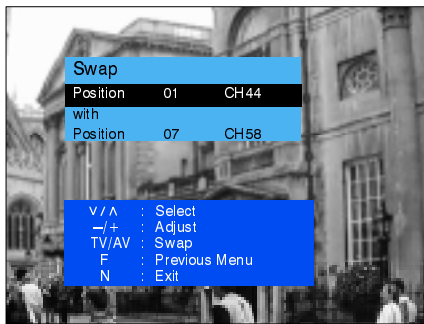 Swap
Position 01 CH44
with
Position 07 CH58
∨/∧ : Select
–/+ : Adjust
TV/AV : Swap
F : Previous Menu
N : Exit